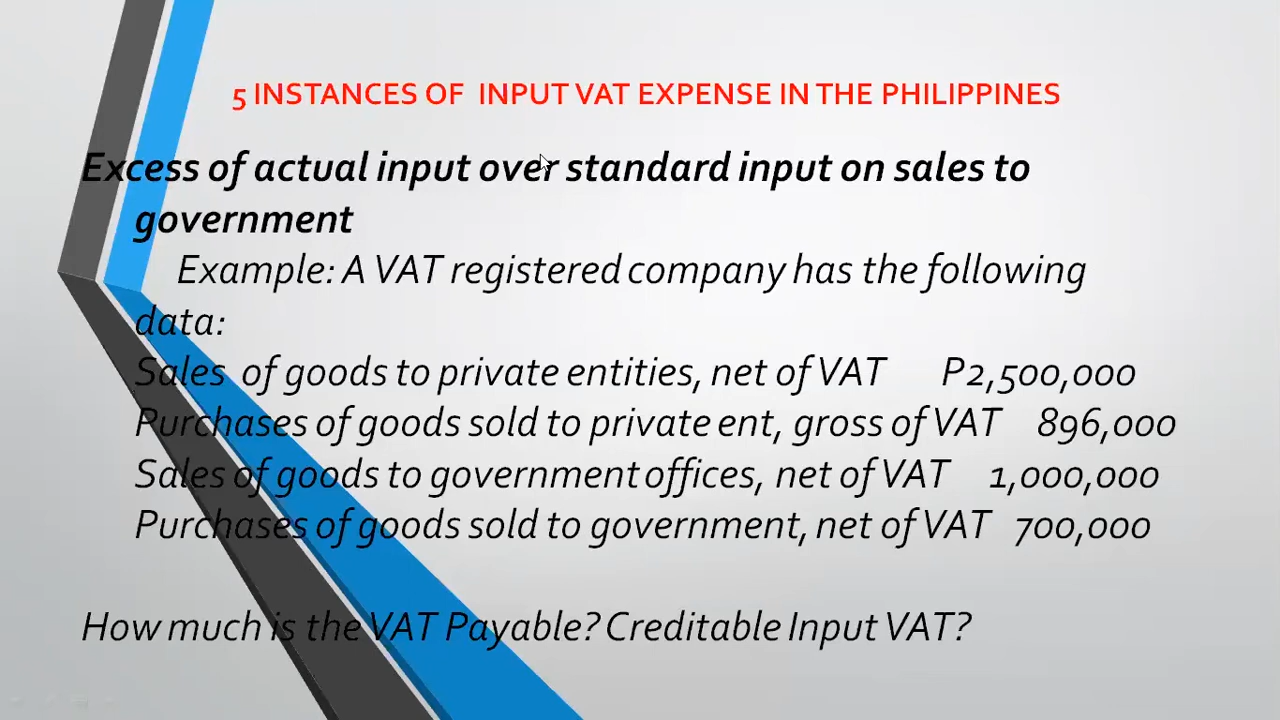 5 INSTANCES OF INPUT VAT EXPENSE IN THE PHILIPPINES
Excess of actual input over standard input on sales to
government
Example: A VAT registered company has the following
data:
Sales of goods to private entities, net of VAT P2,500,000
Purchases of goods sold to private ent, gross of VAT 896,000
Sales of goods to government offices, net of VAT 1,000,000
Purchases of goods sold to government, net of VAT 700,000
How much is the VAT Payable? Creditable Input VAT?